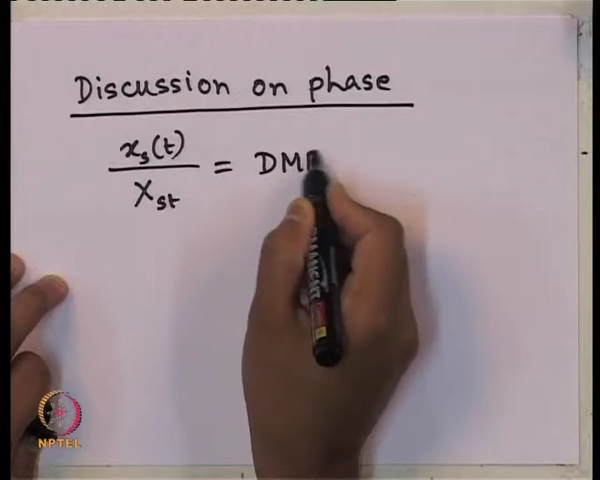 Discussion on phase
x_s(t) / X_st = DM
NPTEL